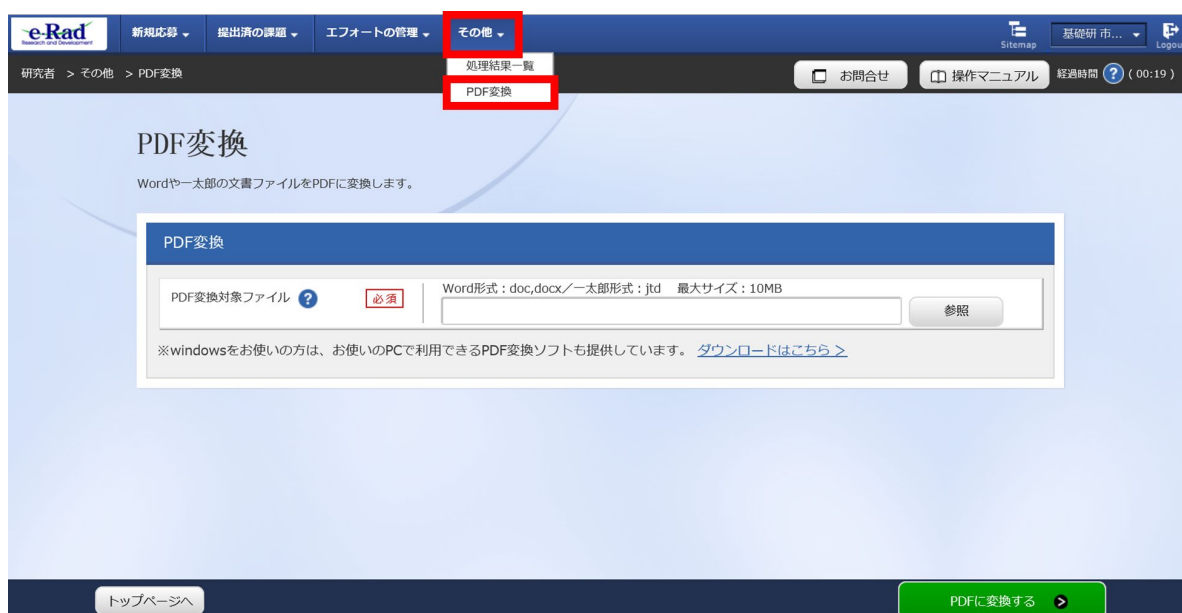 e-Rad
Research and Development
新規応募
提出済の課題
エフォートの管理
その他
Sitemap
基礎研 市...
Logou
研究者 > その他 > PDF変換
処理結果一覧
PDF変換
お問合せ
操作マニュアル
経過時間 ? ( 00:19 )
PDF変換
Wordや一太郎の文書ファイルをPDFに変換します。
PDF変換
PDF変換対象ファイル ?
必須
Word形式：doc,docx／一太郎形式：jtd 最大サイズ：10MB
参照
※windowsをお使いの方は、お使いのPCで利用できるPDF変換ソフトも提供しています。 ダウンロードはこちら >
トップページへ
PDFに変換する